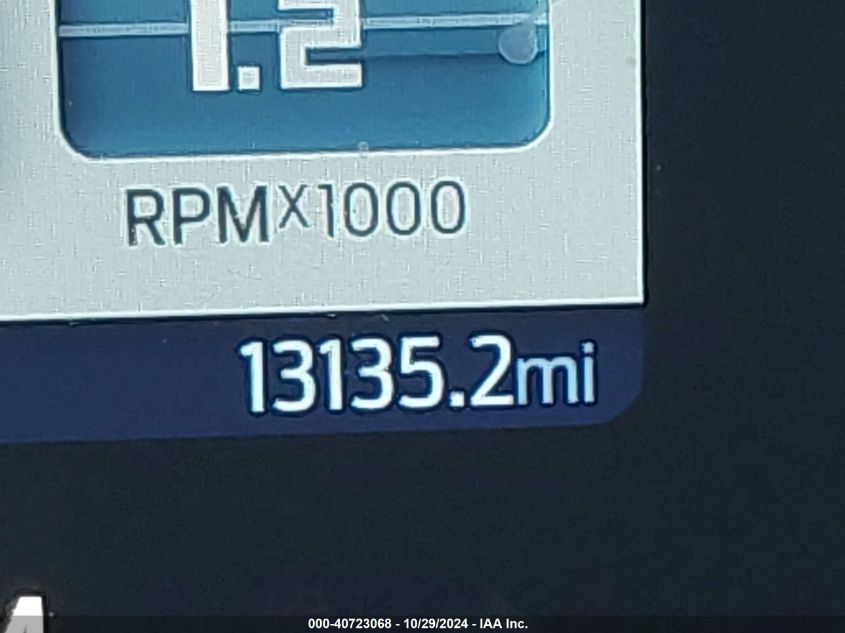 1.2
RPMX1000
13135.2mi
000-40723068 - 10/29/2024 - IAA Inc.